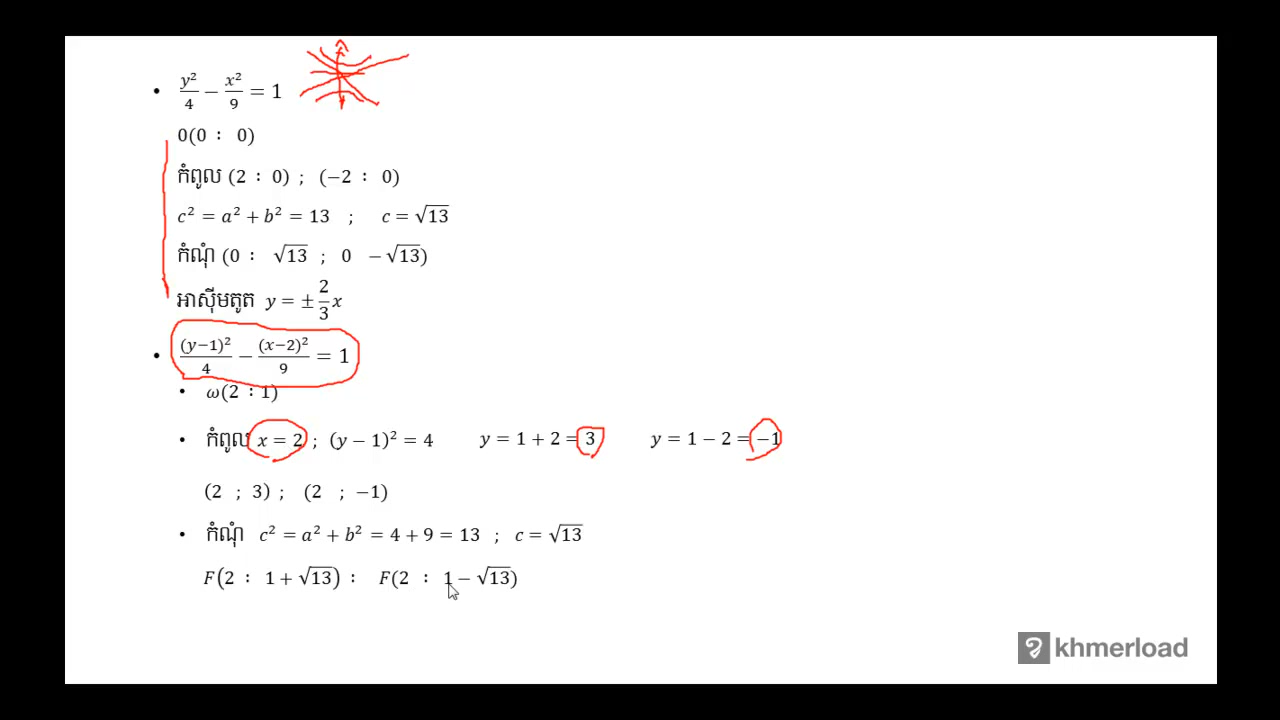 • y²/4 − x²/9 = 1
0(0 : 0)
កំពូល (2 : 0) ; (−2 : 0)
c² = a² + b² = 13 ; c = √13
កំណុំ (0 : √13 ; 0 −√13)
អាស៊ីមតូត y = ± 2/3 x
• (y−1)²/4 − (x−2)²/9 = 1
• ω(2 : 1)
• កំពូល x = 2 ; (y − 1)² = 4 y = 1 + 2 = 3 y = 1 − 2 = −1
(2 ; 3) ; (2 ; −1)
• កំណុំ c² = a² + b² = 4 + 9 = 13 ; c = √13
F(2 : 1 + √13) : F(2 : 1 − √13)
khmerload